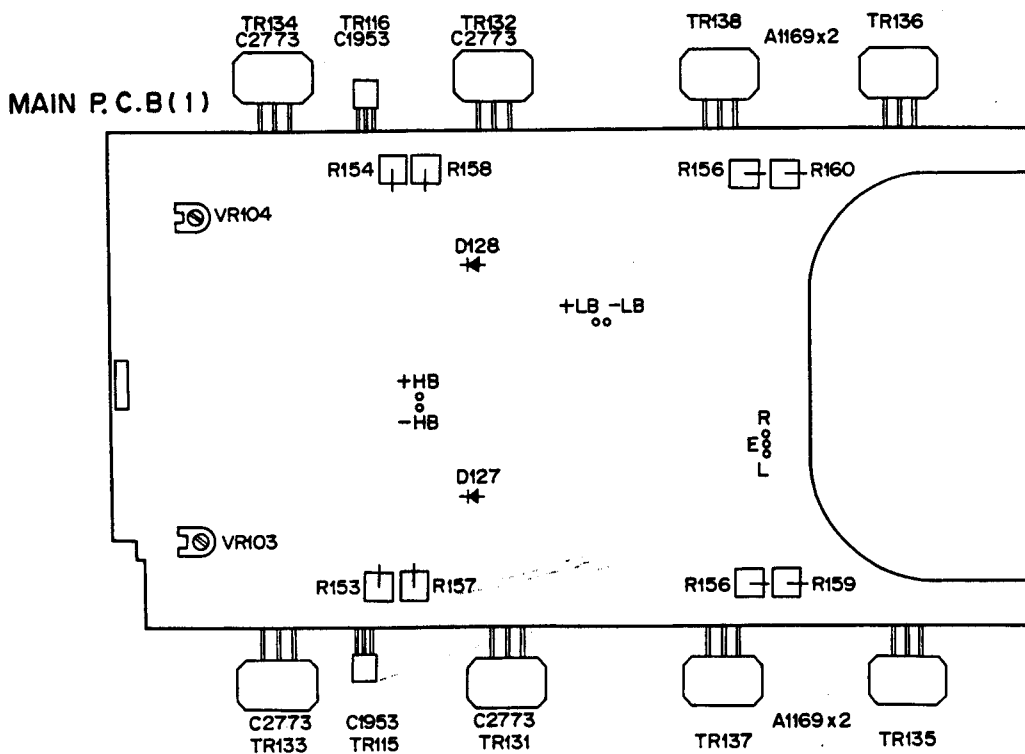 TR134
C2773
TR116
C1953
TR132
C2773
TR138
A1169x2
TR136
MAIN P.C.B(1)
R154
R158
R156
R160
VR104
D128
+LB -LB
+HB
-HB
R
E
L
D127
VR103
R153
R157
R156
R159
C2773
TR133
C1953
TR115
C2773
TR131
TR137
A1169x2
TR135